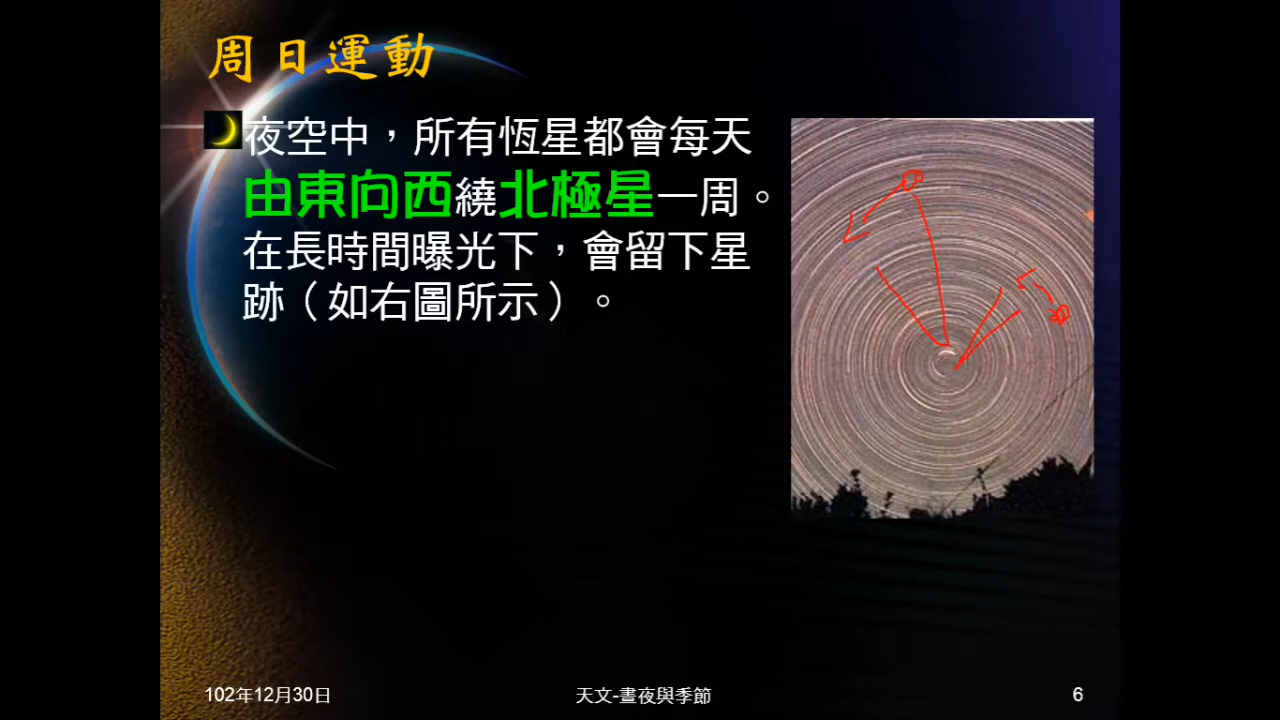 周日運動
夜空中，所有恆星都會每天
由東向西繞北極星一周。
在長時間曝光下，會留下星
跡（如右圖所示）。
102年12月30日
天文-晝夜與季節
6